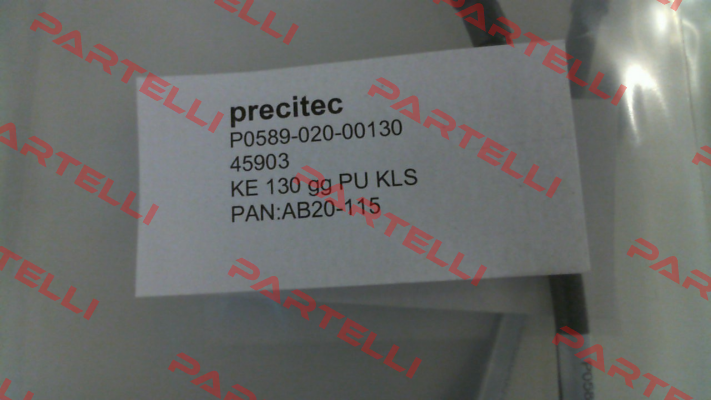 precitec
P0589-020-00130
45903
KE 130 gg PU KLS
PAN:AB20-115
PARTELLI
PARTELLI
PARTELLI
PARTELLI
PARTELLI
PARTELLI
PARTELLI